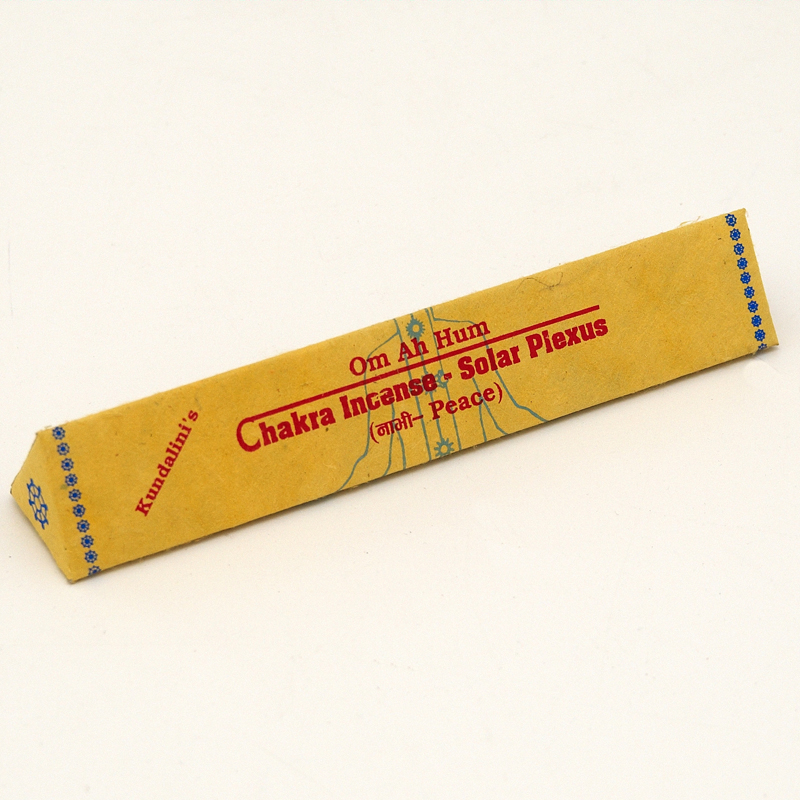 Kundalini's
Om Ah Hum
Chakra Incense - Solar Plexus
(नाभी – Peace)